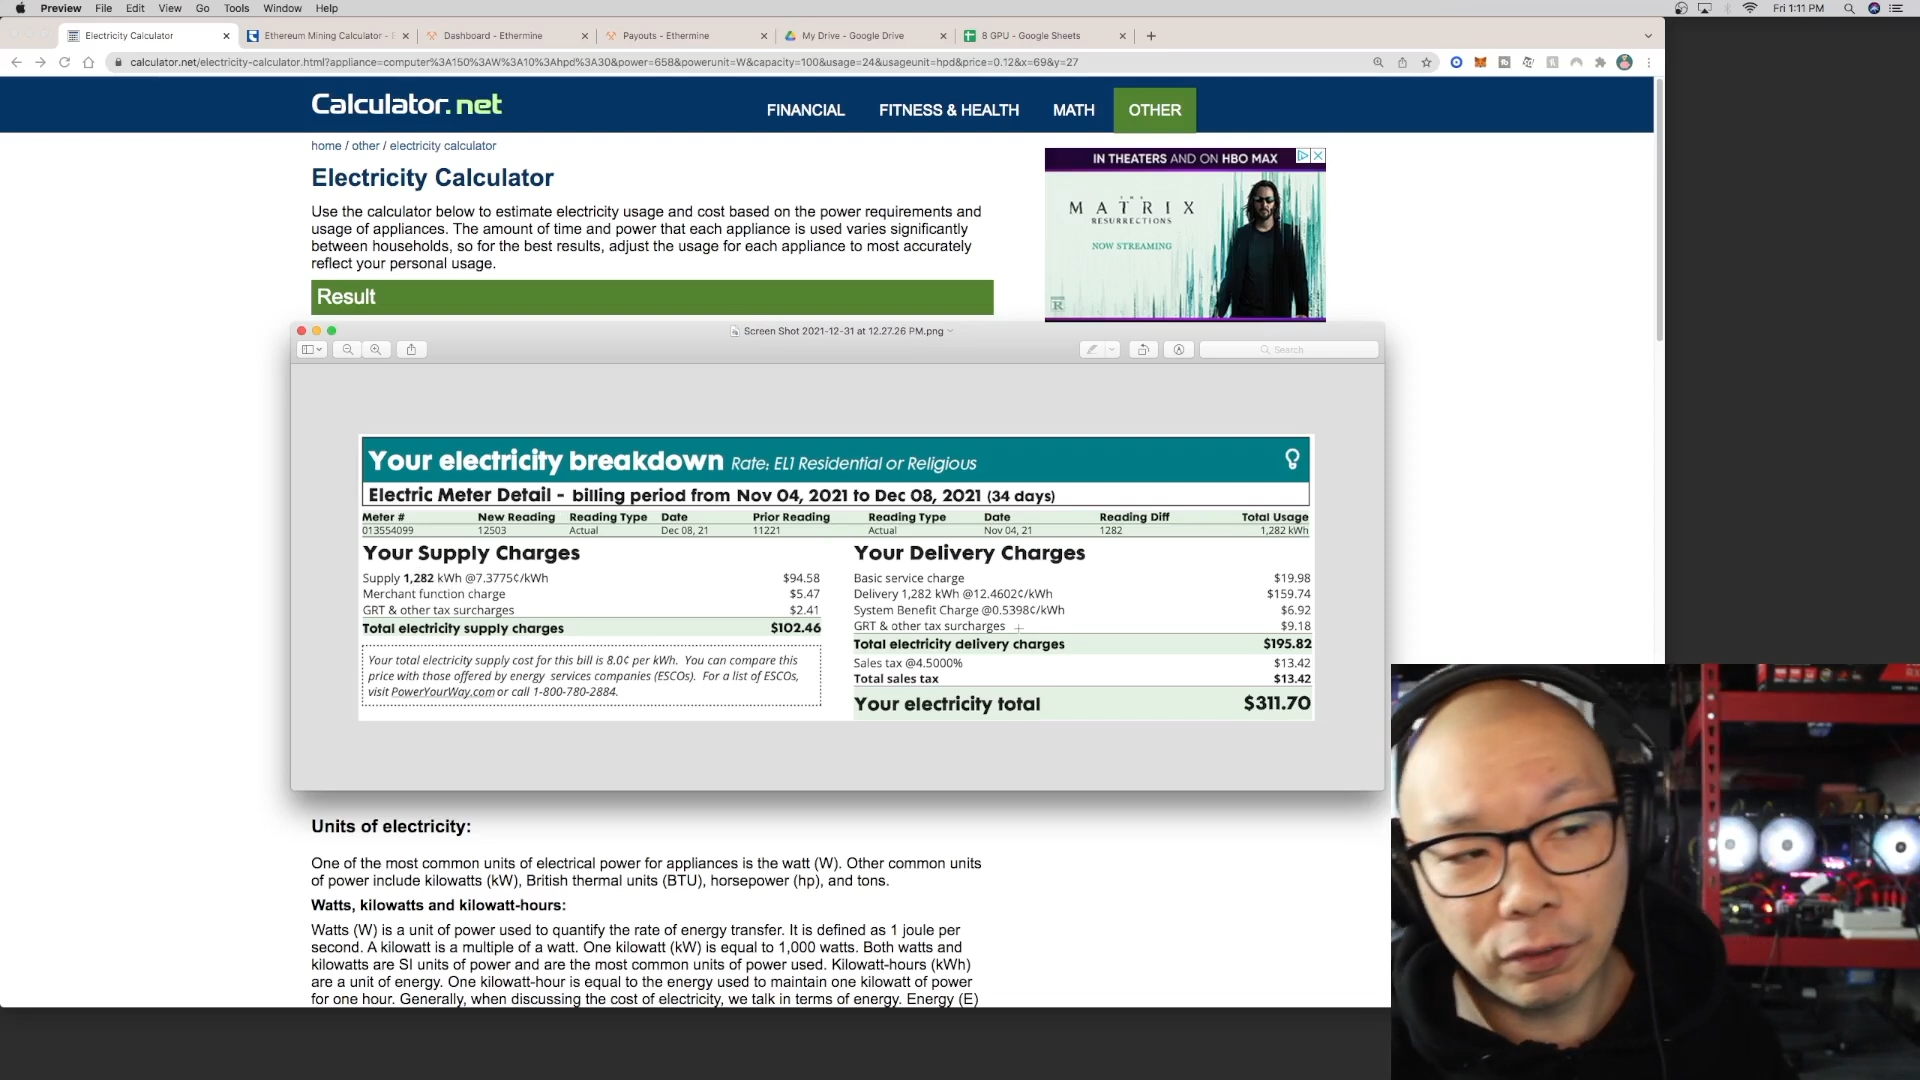 Preview File Edit View Go Tools Window Help
Fri 1:11 PM
Electricity Calculator
Ethereum Mining Calculator - E
Dashboard - Ethermine
Payouts - Ethermine
My Drive - Google Drive
8 GPU - Google Sheets
calculator.net/electricity-calculator.html?appliance=computer%3A150%3AW%3A10%3Ahpd%3A30&power=658&powerunit=W&capacity=100&usage=24&usageunit=hpd&price=0.12&x=69&y=27
Calculator.net
FINANCIAL FITNESS & HEALTH MATH OTHER
home / other / electricity calculator
Electricity Calculator
Use the calculator below to estimate electricity usage and cost based on the power requirements and
usage of appliances. The amount of time and power that each appliance is used varies significantly
between households, so for the best results, adjust the usage for each appliance to most accurately
reflect your personal usage.
Result
IN THEATERS AND ON HBO MAX
THE
MATRIX
RESURRECTIONS
NOW STREAMING
R
Screen Shot 2021-12-31 at 12.27.26 PM.png
Search
Your electricity breakdown Rate: EL1 Residential or Religious
Electric Meter Detail - billing period from Nov 04, 2021 to Dec 08, 2021 (34 days)
Meter # New Reading Reading Type Date Prior Reading Reading Type Date Reading Diff Total Usage
013554099 12503 Actual Dec 08, 21 11221 Actual Nov 04, 21 1282 1,282 kWh
Your Supply Charges
Supply 1,282 kWh @7.3775¢/kWh $94.58
Merchant function charge $5.47
GRT & other tax surcharges $2.41
Total electricity supply charges $102.46
Your total electricity supply cost for this bill is 8.0¢ per kWh. You can compare this
price with those offered by energy services companies (ESCOs). For a list of ESCOs,
visit PowerYourWay.com or call 1-800-780-2884.
Your Delivery Charges
Basic service charge $19.98
Delivery 1,282 kWh @12.4602¢/kWh $159.74
System Benefit Charge @0.5398¢/kWh $6.92
GRT & other tax surcharges $9.18
Total electricity delivery charges $195.82
Sales tax @4.5000% $13.42
Total sales tax $13.42
Your electricity total $311.70
Units of electricity:
One of the most common units of electrical power for appliances is the watt (W). Other common units
of power include kilowatts (kW), British thermal units (BTU), horsepower (hp), and tons.
Watts, kilowatts and kilowatt-hours:
Watts (W) is a unit of power used to quantify the rate of energy transfer. It is defined as 1 joule per
second. A kilowatt is a multiple of a watt. One kilowatt (kW) is equal to 1,000 watts. Both watts and
kilowatts are SI units of power and are the most common units of power used. Kilowatt-hours (kWh)
are a unit of energy. One kilowatt-hour is equal to the energy used to maintain one kilowatt of power
for one hour. Generally, when discussing the cost of electricity, we talk in terms of energy. Energy (E)